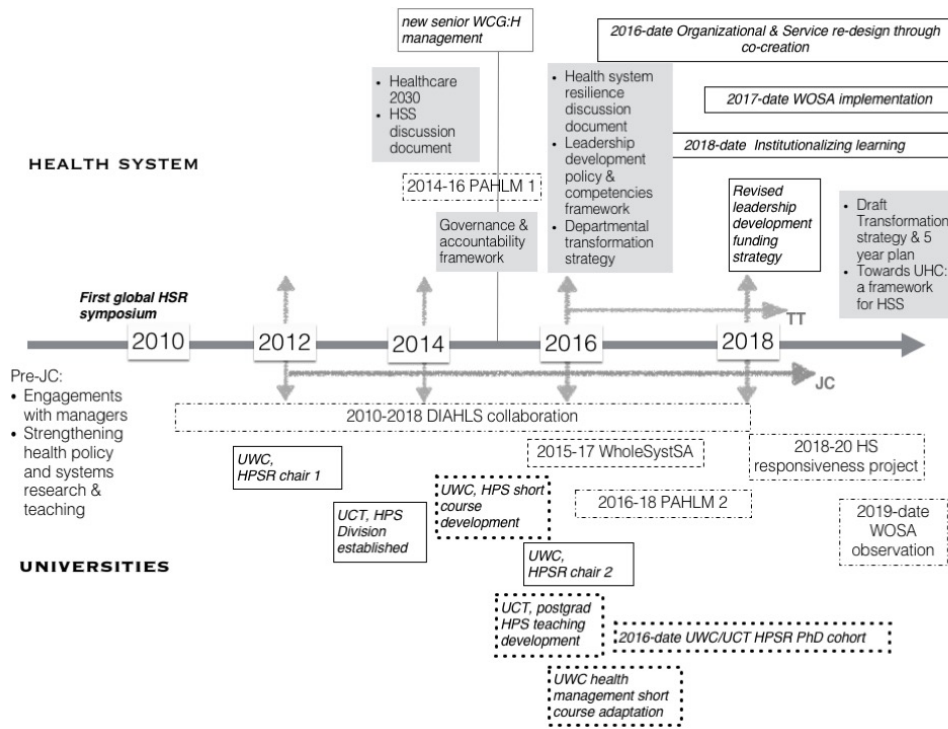 new senior WCG:H
management
2016-date Organizational & Service re-design through
co-creation
• Healthcare
2030
• HSS
discussion
document
• Health system
resilience
discussion
document
• Leadership
development
policy &
competencies
framework
• Departmental
transformation
strategy
2017-date WOSA implementation
2018-date Institutionalizing learning
HEALTH SYSTEM
2014-16 PAHLM 1
Revised
leadership
development
funding
strategy
• Draft
Transformation
strategy & 5
year plan
• Towards UHC:
a framework
for HSS
Governance &
accountability
framework
First global HSR
symposium
TT
2010
2012
2014
2016
2018
JC
Pre-JC:
• Engagements
with managers
• Strengthening
health policy
and systems
research &
teaching
2010-2018 DIAHLS collaboration
UWC,
HPSR chair 1
2015-17 WholeSystSA
2018-20 HS
responsiveness project
UWC, HPS short
course
development
UCT, HPS
Division
established
2016-18 PAHLM 2
2019-date
WOSA
observation
UWC,
HPSR chair 2
UNIVERSITIES
UCT, postgrad
HPS teaching
development
2016-date UWC/UCT HPSR PhD cohort
UWC health
management short
course adaptation